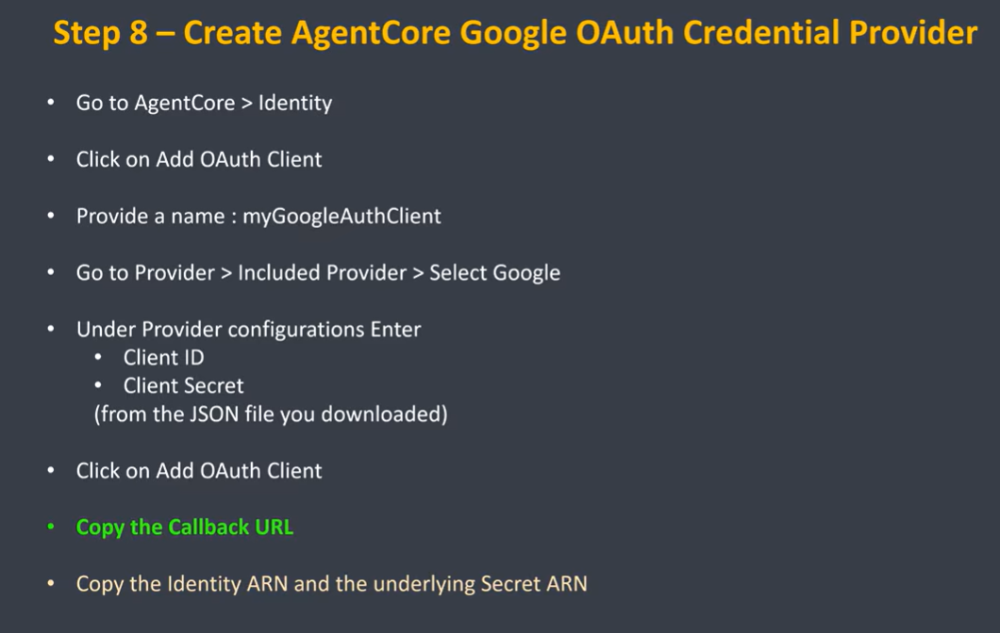 Step 8 – Create AgentCore Google OAuth Credential Provider
• Go to AgentCore > Identity
• Click on Add OAuth Client
• Provide a name : myGoogleAuthClient
• Go to Provider > Included Provider > Select Google
• Under Provider configurations Enter
• Client ID
• Client Secret
(from the JSON file you downloaded)
• Click on Add OAuth Client
• Copy the Callback URL
• Copy the Identity ARN and the underlying Secret ARN